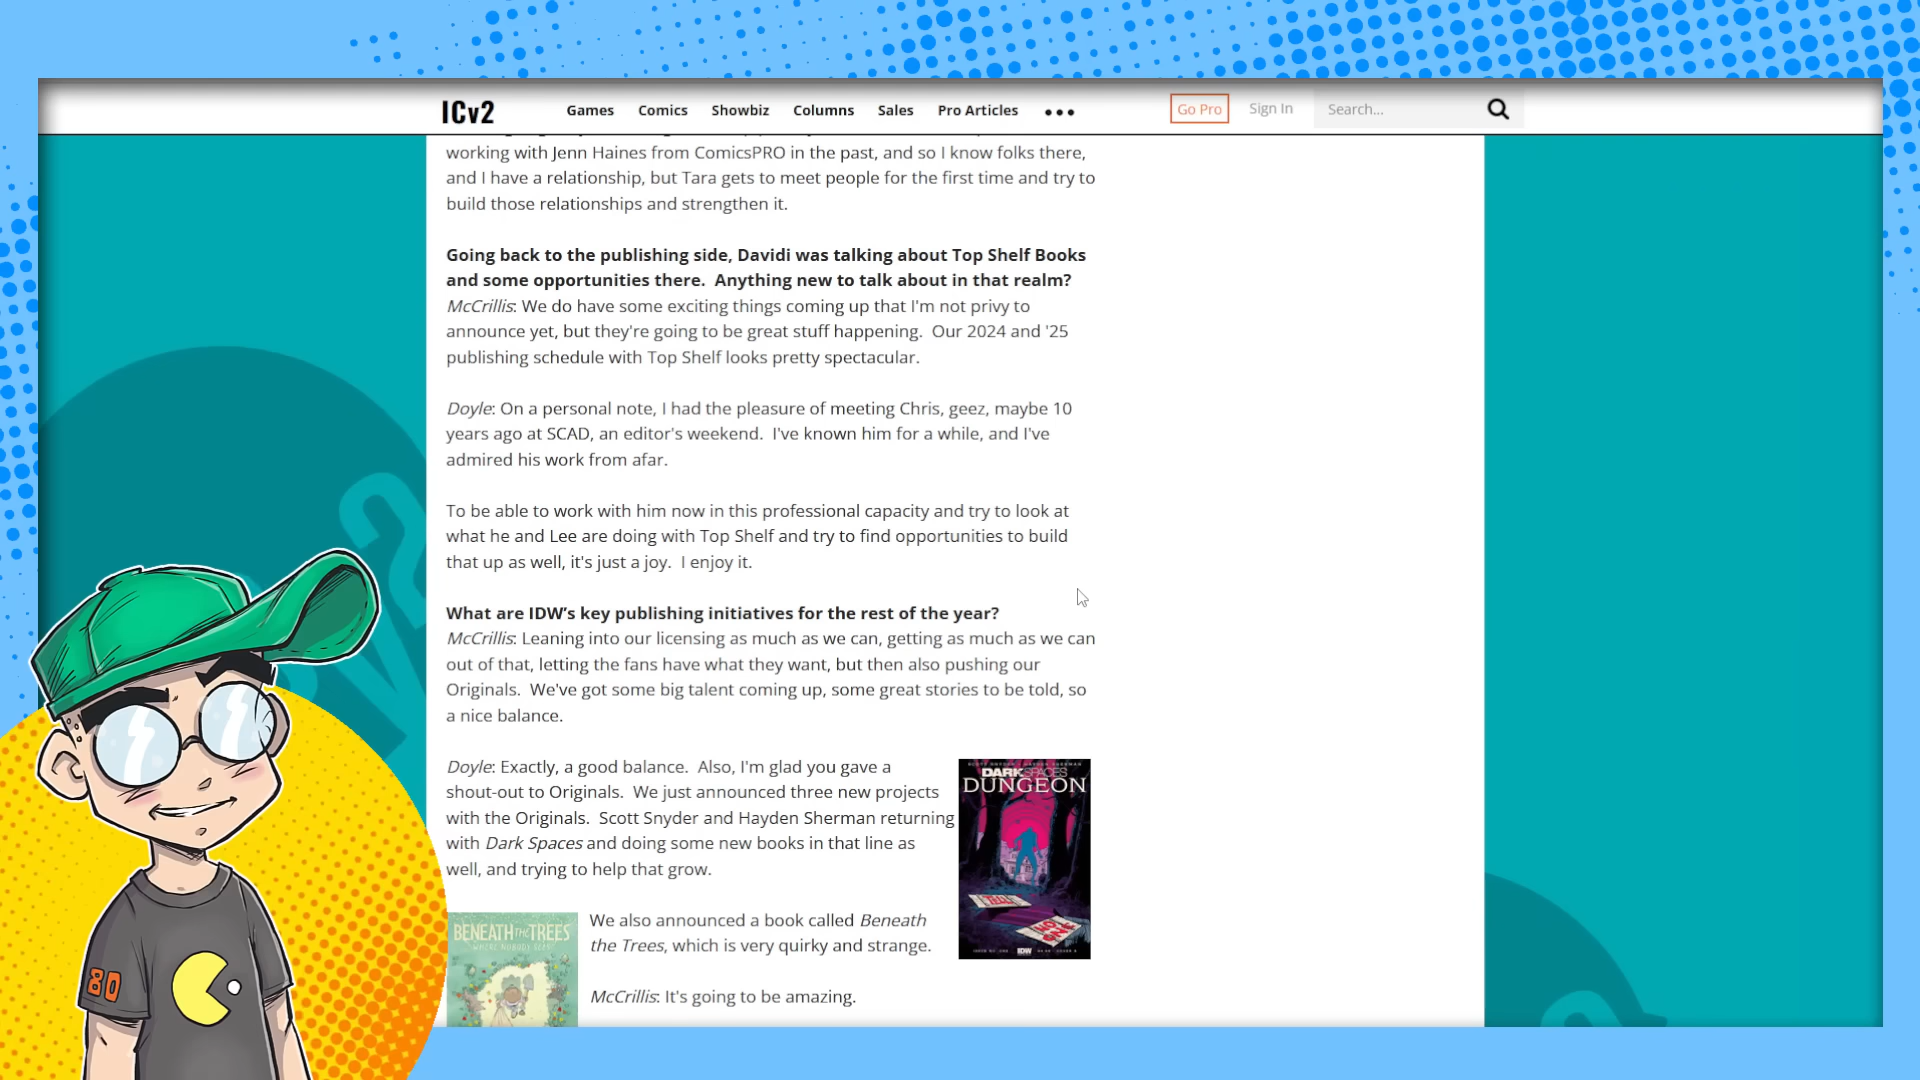 ICv2
Games
Comics
Showbiz
Columns
Sales
Pro Articles
Go Pro
Sign In
Search...
working with Jenn Haines from ComicsPRO in the past, and so I know folks there,
and I have a relationship, but Tara gets to meet people for the first time and try to
build those relationships and strengthen it.
Going back to the publishing side, Davidi was talking about Top Shelf Books
and some opportunities there. Anything new to talk about in that realm?
McCrillis: We do have some exciting things coming up that I'm not privy to
announce yet, but they're going to be great stuff happening. Our 2024 and '25
publishing schedule with Top Shelf looks pretty spectacular.
Doyle: On a personal note, I had the pleasure of meeting Chris, geez, maybe 10
years ago at SCAD, an editor's weekend. I've known him for a while, and I've
admired his work from afar.
To be able to work with him now in this professional capacity and try to look at
what he and Lee are doing with Top Shelf and try to find opportunities to build
that up as well, it's just a joy. I enjoy it.
What are IDW’s key publishing initiatives for the rest of the year?
McCrillis: Leaning into our licensing as much as we can, getting as much as we can
out of that, letting the fans have what they want, but then also pushing our
Originals. We've got some big talent coming up, some great stories to be told, so
a nice balance.
Doyle: Exactly, a good balance. Also, I'm glad you gave a
shout-out to Originals. We just announced three new projects
with the Originals. Scott Snyder and Hayden Sherman returning
with Dark Spaces and doing some new books in that line as
well, and trying to help that grow.
DARK SPACES
DUNGEON
IDW
We also announced a book called Beneath
the Trees, which is very quirky and strange.
McCrillis: It's going to be amazing.
BENEATH THE TREES
WHERE NOBODY SEES
80